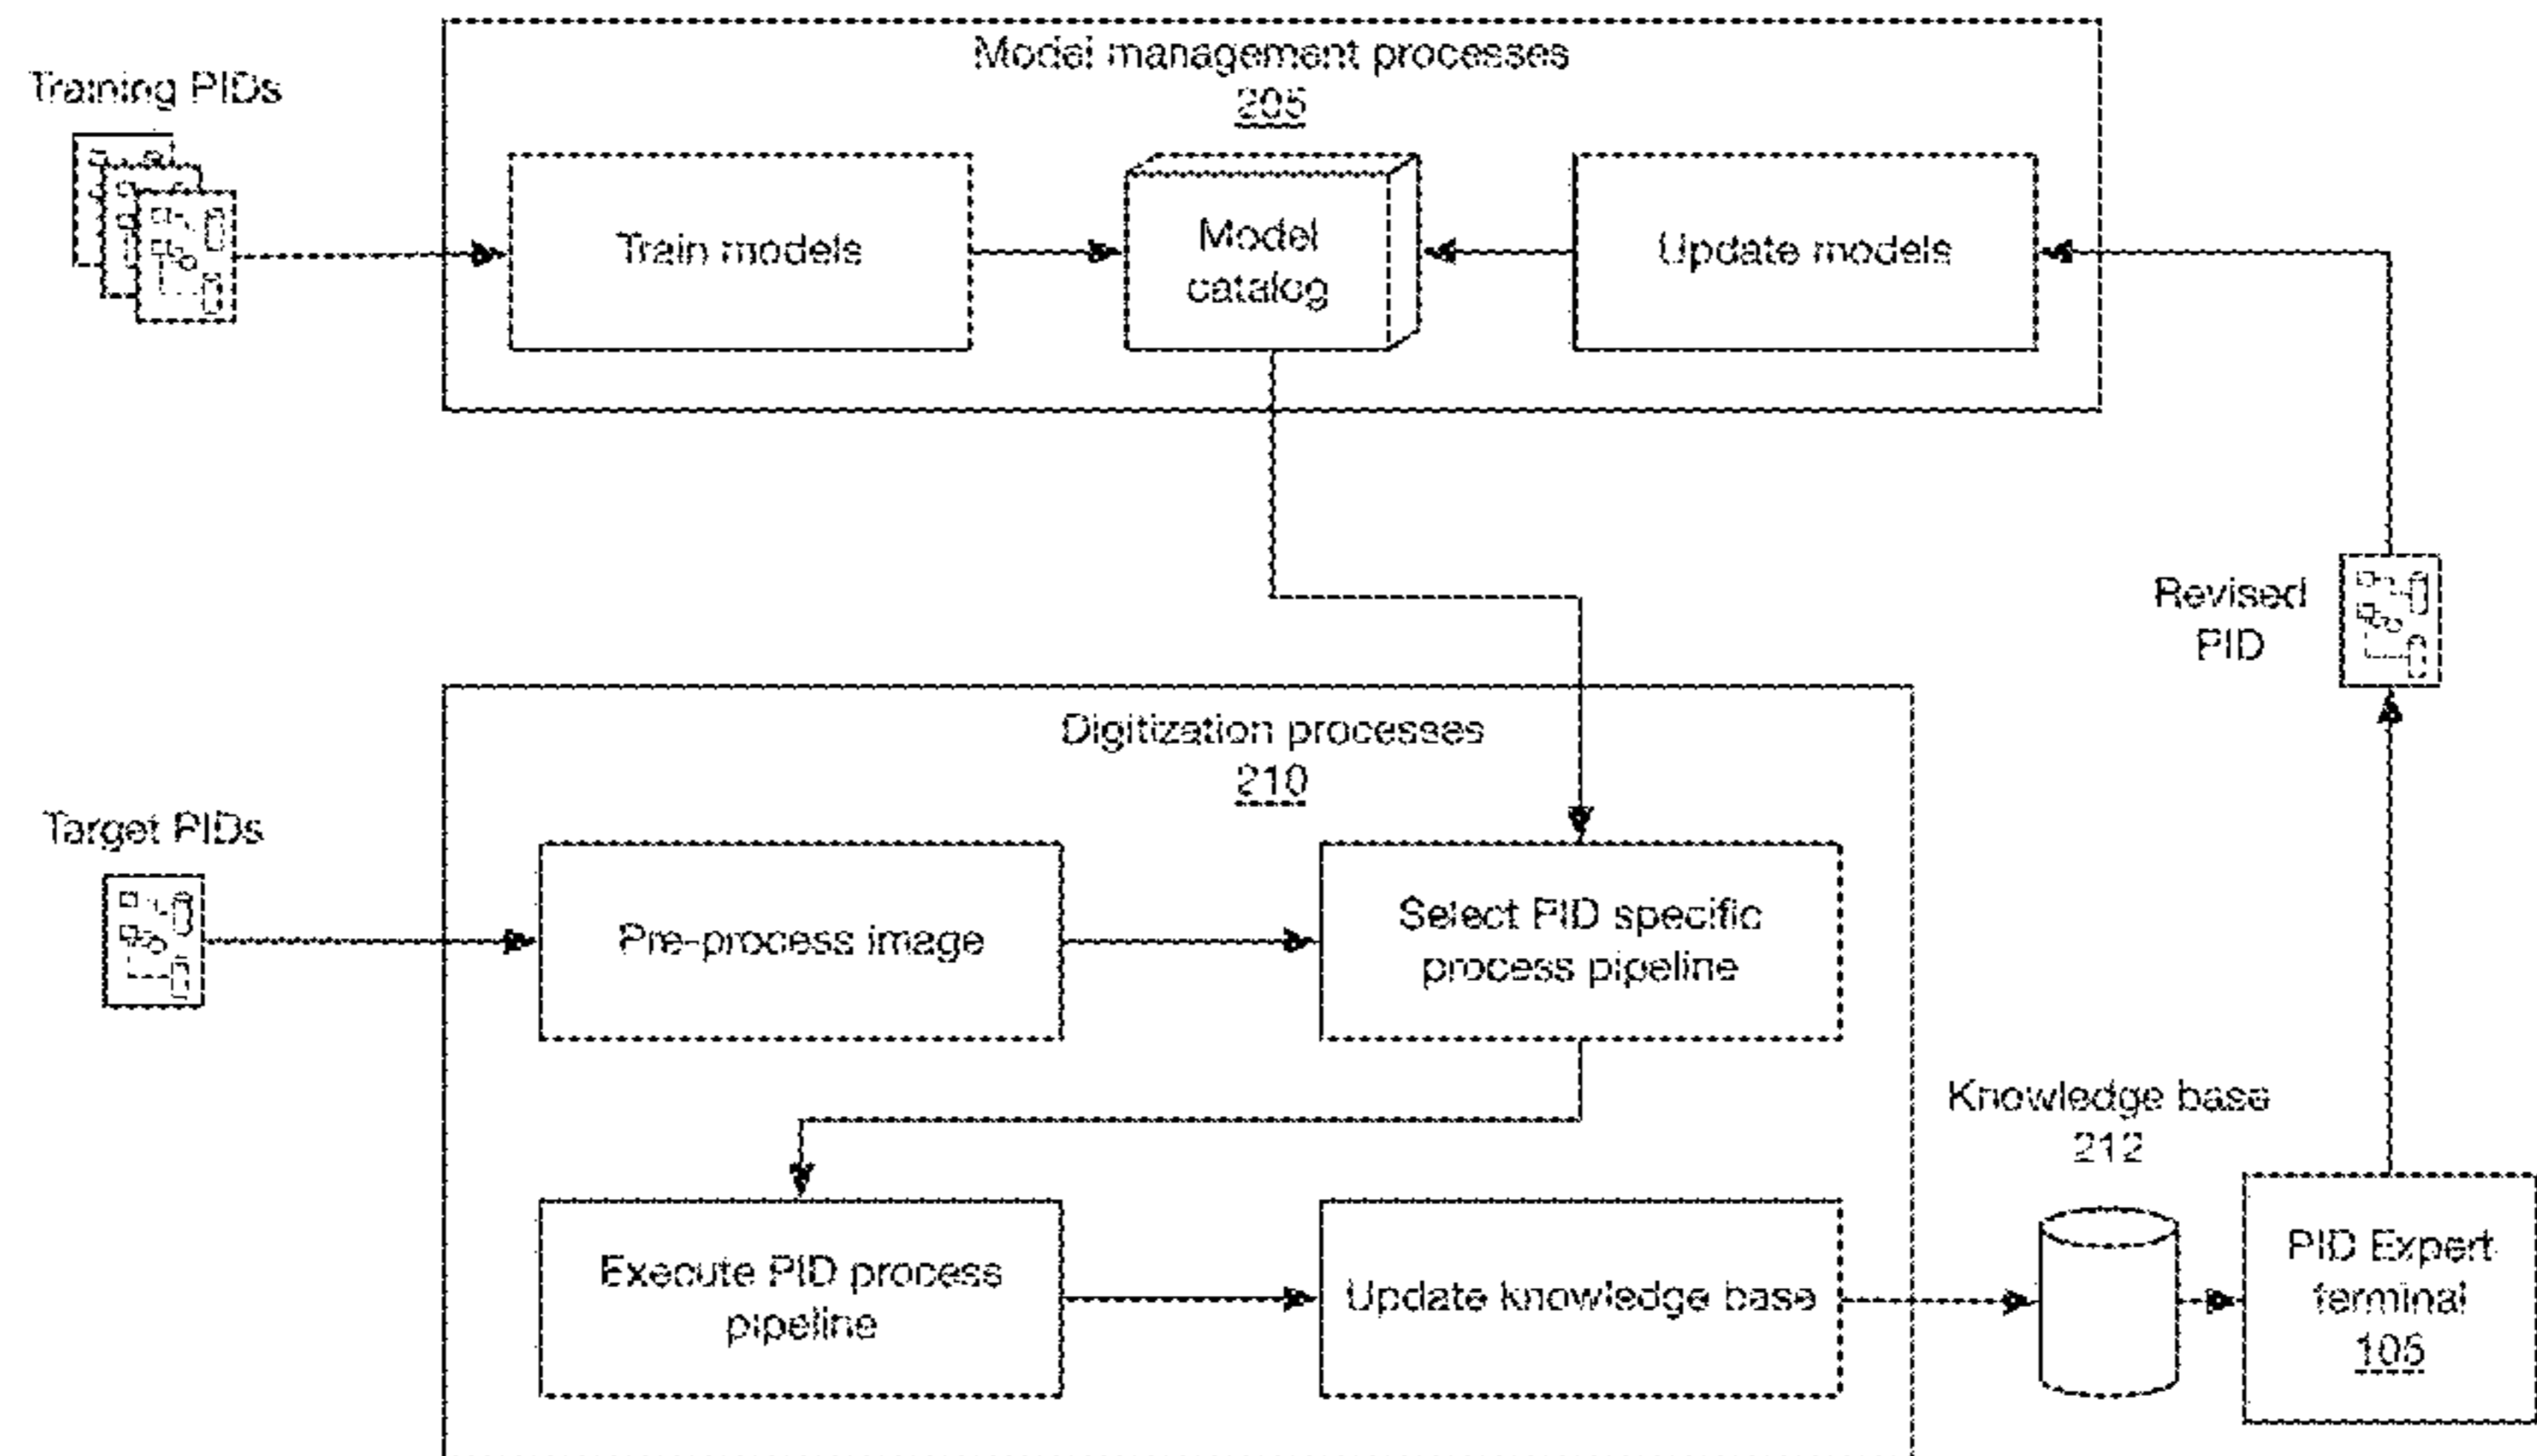 Model management processes
205
Training PIDs
Train models
Model
catalog
Update models
Revised
PID
Digitization processes
210
Target PIDs
Pre-process image
Select PID specific
process pipeline
Knowledge base
212
Execute PID process
pipeline
Update knowledge base
PID Expert
terminal
105